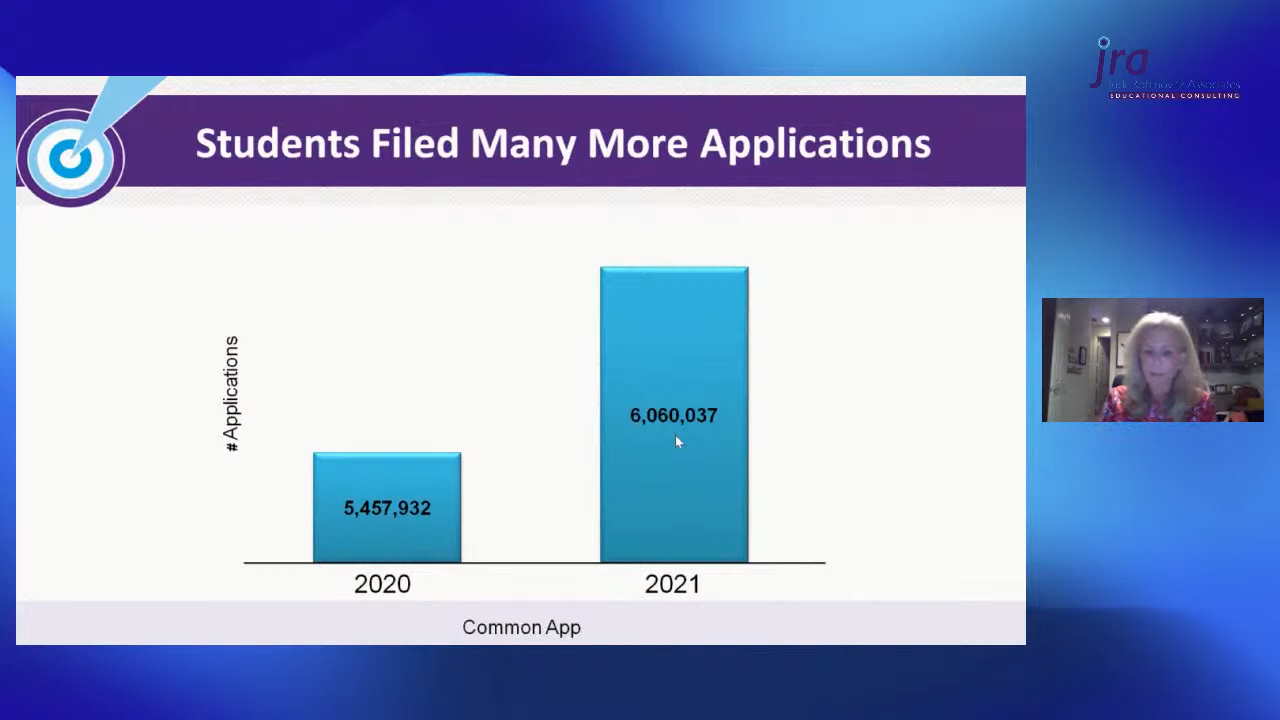 jra
Associates
EDUCATIONAL CONSULTING
Students Filed Many More Applications
# Applications
6,060,037
5,457,932
2020 2021
Common App